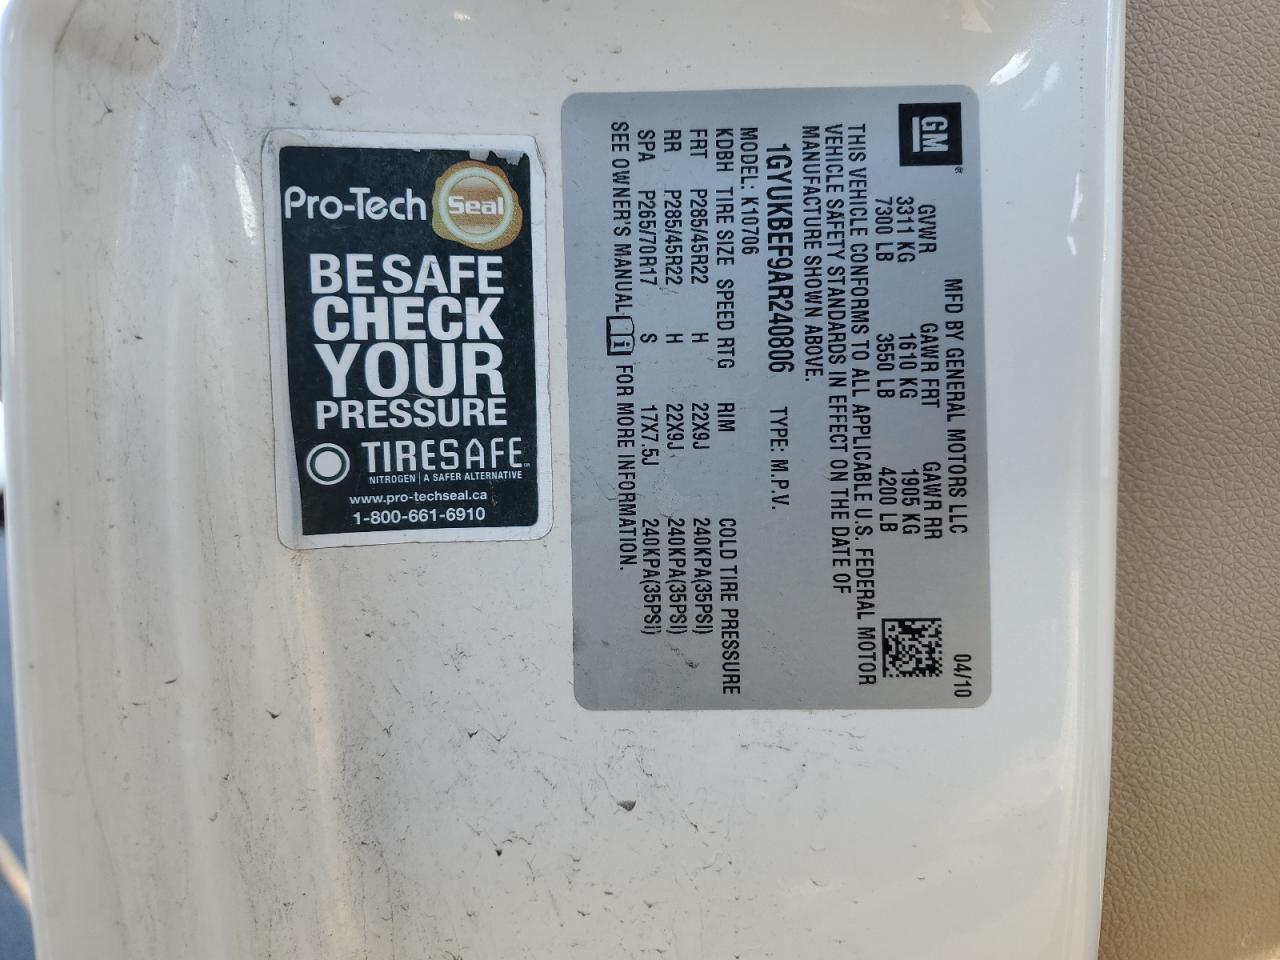 Pro-Tech Seal
BE SAFE
CHECK
YOUR
PRESSURE
TIRESAFE
NITROGEN | A SAFER ALTERNATIVE
www.pro-techseal.ca
1-800-661-6910
GM
MFD BY GENERAL MOTORS LLC 04/10
GVWR GAWR FRT GAWR RR
3311 KG 1610 KG 1905 KG
7300 LB 3550 LB 4200 LB
THIS VEHICLE CONFORMS TO ALL APPLICABLE U.S. FEDERAL MOTOR
VEHICLE SAFETY STANDARDS IN EFFECT ON THE DATE OF
MANUFACTURE SHOWN ABOVE.
1GYUKBEF9AR240806 TYPE: M.P.V.
MODEL: K10706
KDBH TIRE SIZE SPEED RTG RIM COLD TIRE PRESSURE
FRT P285/45R22 H 22X9J 240KPA(35PSI)
RR P285/45R22 H 22X9J 240KPA(35PSI)
SPA P265/70R17 S 17X7.5J 240KPA(35PSI)
SEE OWNER'S MANUAL i FOR MORE INFORMATION.